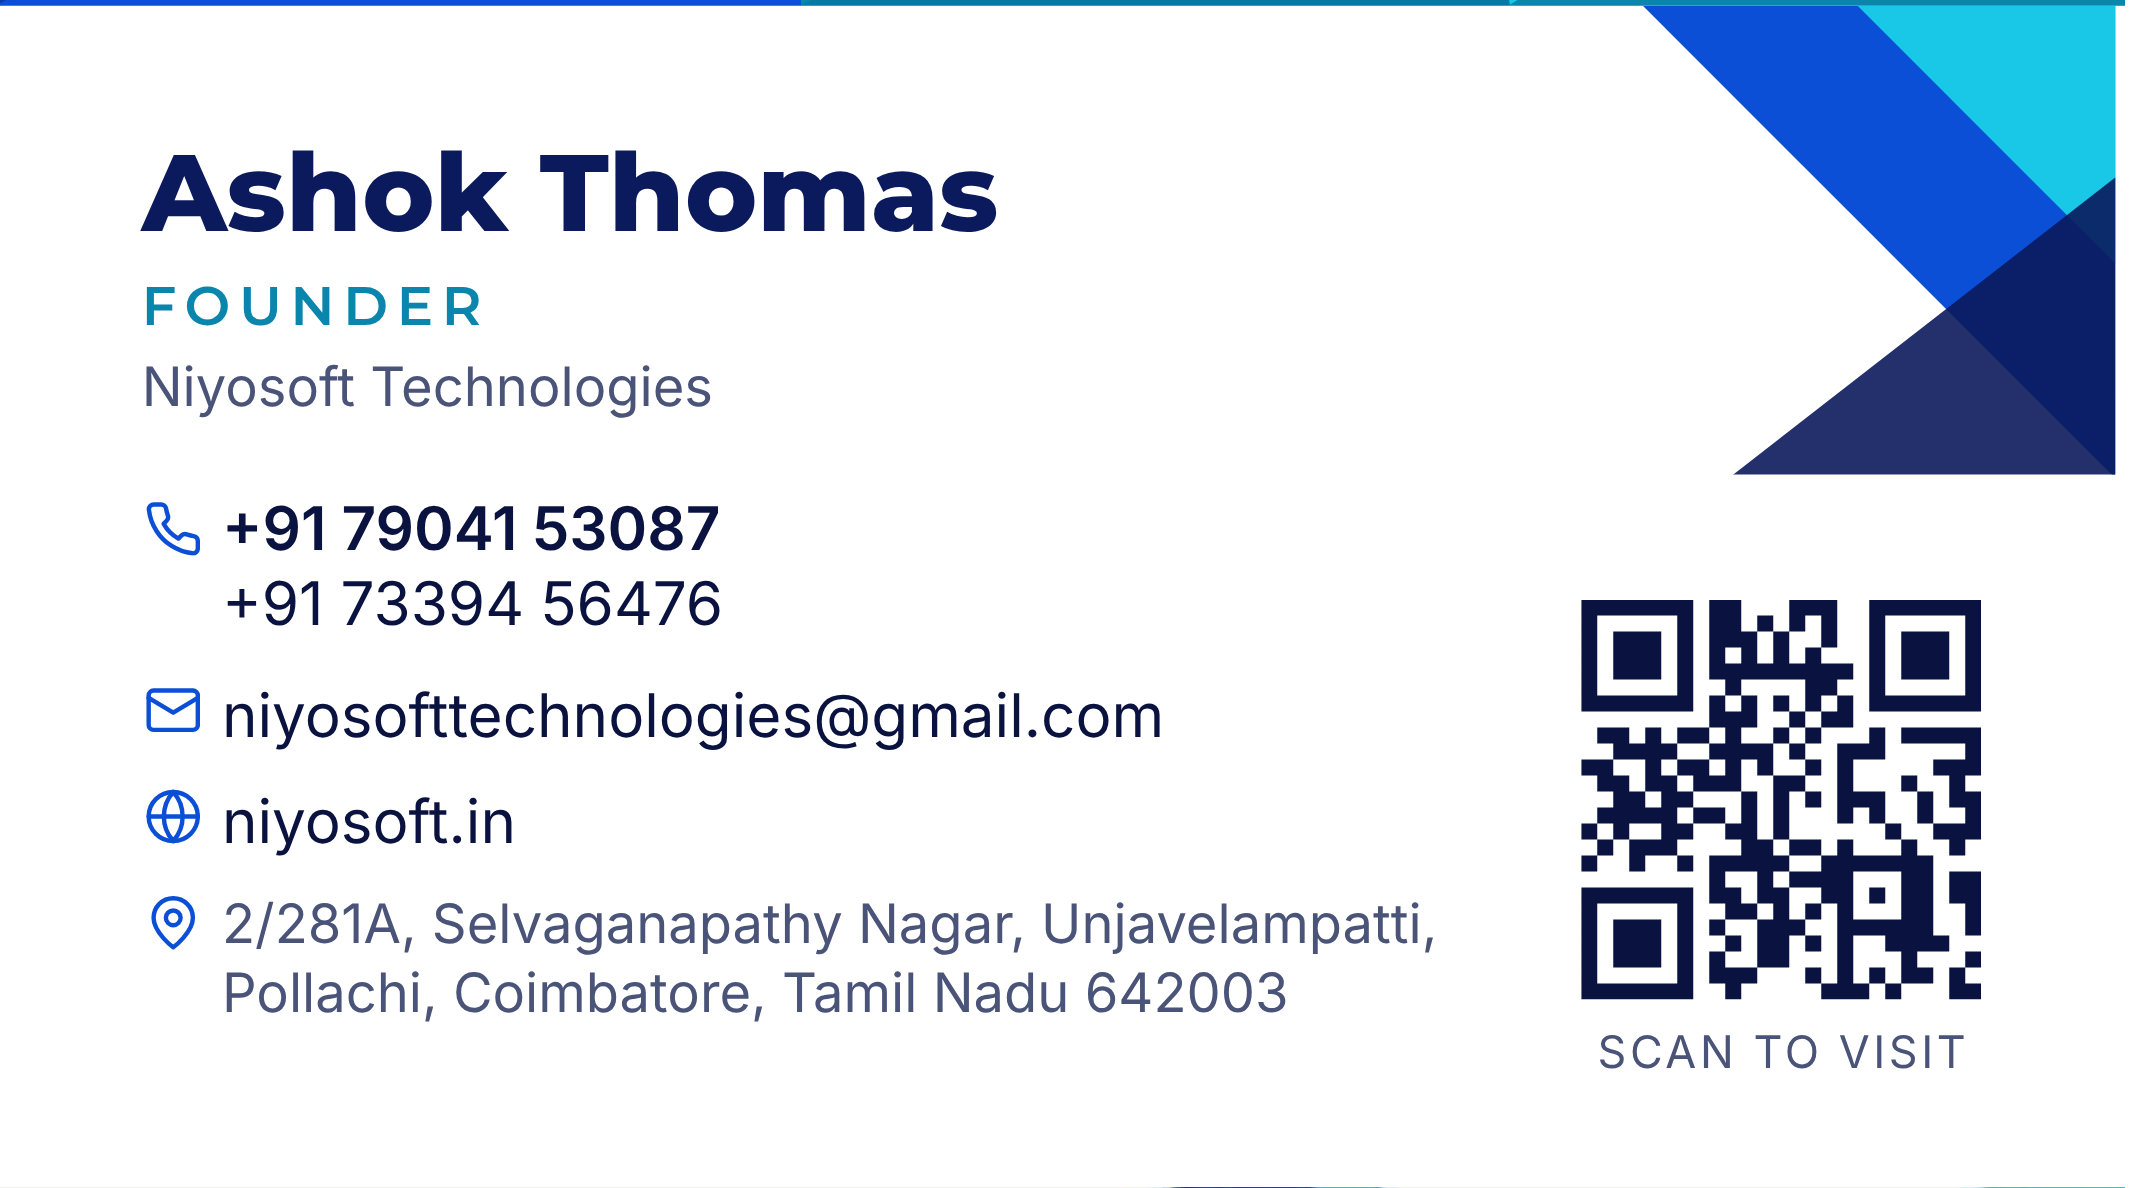 Ashok Thomas
FOUNDER
Niyosoft Technologies
+91 79041 53087
+91 73394 56476
niyosofttechnologies@gmail.com
niyosoft.in
2/281A, Selvaganapathy Nagar, Unjavelampatti,
Pollachi, Coimbatore, Tamil Nadu 642003
SCAN TO VISIT